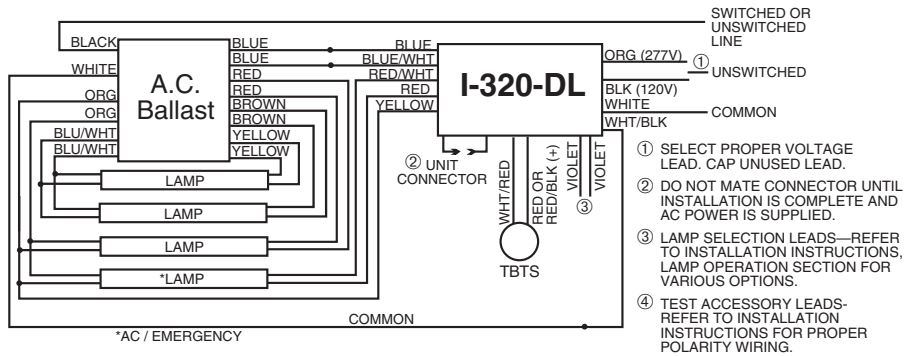 SWITCHED OR
UNSWITCHED
LINE
BLACK
WHITE
ORG
ORG
BLU/WHT
BLU/WHT
A.C.
Ballast
BLUE
BLUE
RED
RED
BROWN
BROWN
YELLOW
YELLOW
BLUE
BLUE/WHT
RED/WHT
RED
YELLOW
I-320-DL
ORG (277V)
① UNSWITCHED
BLK (120V)
WHITE
COMMON
WHT/BLK
② UNIT
CONNECTOR
WHT/RED
RED OR
RED/BLK (+)
VIOLET
VIOLET
③
TBTS
LAMP
LAMP
LAMP
*LAMP
COMMON
*AC / EMERGENCY
① SELECT PROPER VOLTAGE
LEAD. CAP UNUSED LEAD.
② DO NOT MATE CONNECTOR UNTIL
INSTALLATION IS COMPLETE AND
AC POWER IS SUPPLIED.
③ LAMP SELECTION LEADS—REFER
TO INSTALLATION INSTRUCTIONS,
LAMP OPERATION SECTION FOR
VARIOUS OPTIONS.
④ TEST ACCESSORY LEADS-
REFER TO INSTALLATION
INSTRUCTIONS FOR PROPER
POLARITY WIRING.